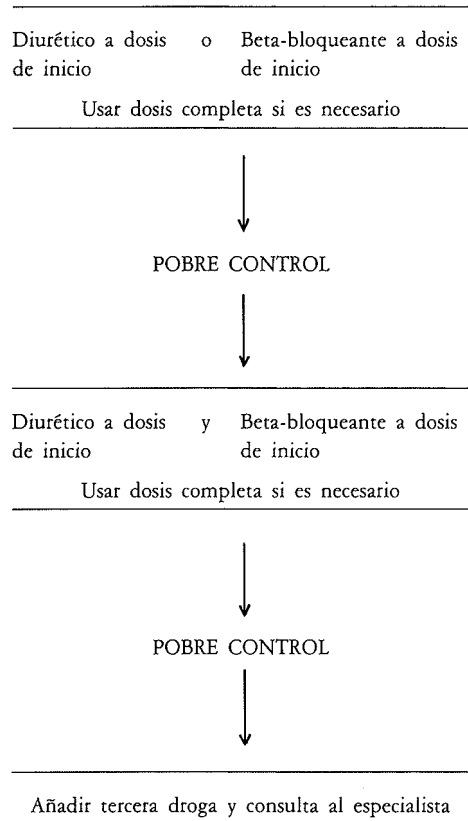 Diurético a dosis o Beta-bloqueante a dosis
de inicio de inicio
Usar dosis completa si es necesario
POBRE CONTROL
Diurético a dosis y Beta-bloqueante a dosis
de inicio de inicio
Usar dosis completa si es necesario
POBRE CONTROL
Añadir tercera droga y consulta al especialista